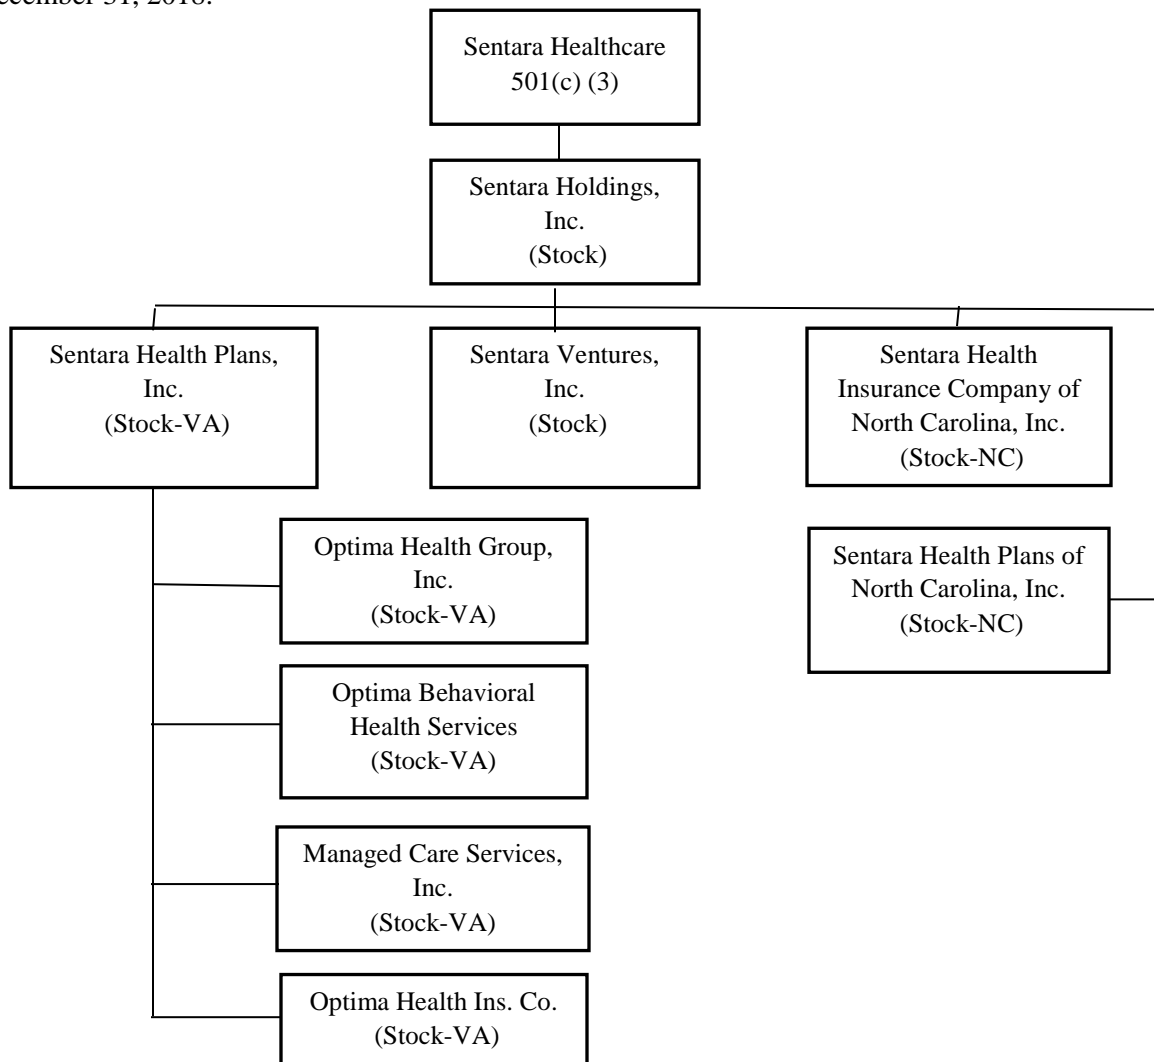 Sentara Healthcare
501(c) (3)
Sentara Holdings,
Inc.
(Stock)
Sentara Health Plans,
Inc.
(Stock-VA)
Sentara Ventures,
Inc.
(Stock)
Sentara Health
Insurance Company of
North Carolina, Inc.
(Stock-NC)
Optima Health Group,
Inc.
(Stock-VA)
Sentara Health Plans of
North Carolina, Inc.
(Stock-NC)
Optima Behavioral
Health Services
(Stock-VA)
Managed Care Services,
Inc.
(Stock-VA)
Optima Health Ins. Co.
(Stock-VA)